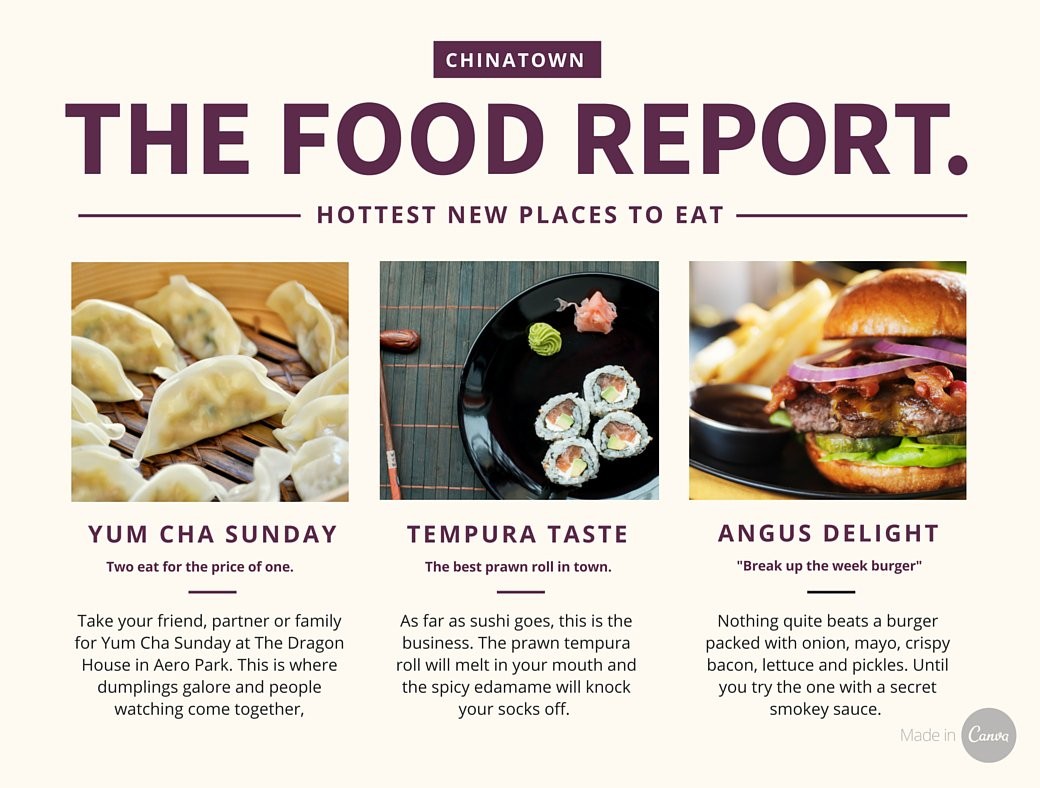 CHINATOWN
THE FOOD REPORT.
HOTTEST NEW PLACES TO EAT
YUM CHA SUNDAY
Two eat for the price of one.
Take your friend, partner or family
for Yum Cha Sunday at The Dragon
House in Aero Park. This is where
dumplings galore and people
watching come together,
TEMPURA TASTE
The best prawn roll in town.
As far as sushi goes, this is the
business. The prawn tempura
roll will melt in your mouth and
the spicy edamame will knock
your socks off.
ANGUS DELIGHT
"Break up the week burger"
Nothing quite beats a burger
packed with onion, mayo, crispy
bacon, lettuce and pickles. Until
you try the one with a secret
smokey sauce.
Made in Canva